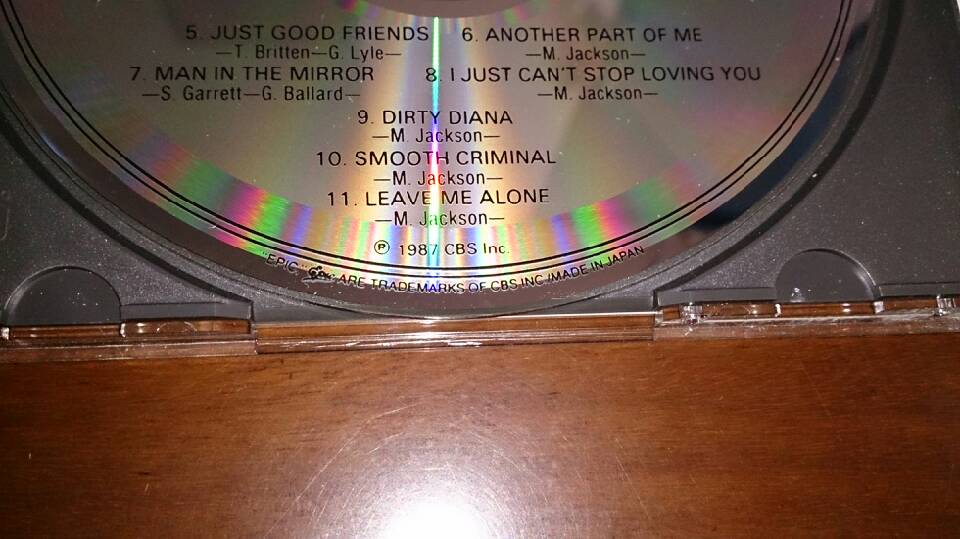 5. JUST GOOD FRIENDS 6. ANOTHER PART OF ME
—T. Britten—G. Lyle— —M. Jackson—
7. MAN IN THE MIRROR 8. I JUST CAN'T STOP LOVING YOU
—S. Garrett—G. Ballard— —M. Jackson—
9. DIRTY DIANA
—M. Jackson—
10. SMOOTH CRIMINAL
—M. Jackson—
11. LEAVE ME ALONE
—M. Jackson—
℗ 1987 CBS Inc.
"EPIC," Epic ARE TRADEMARKS OF CBS INC./MADE IN JAPAN